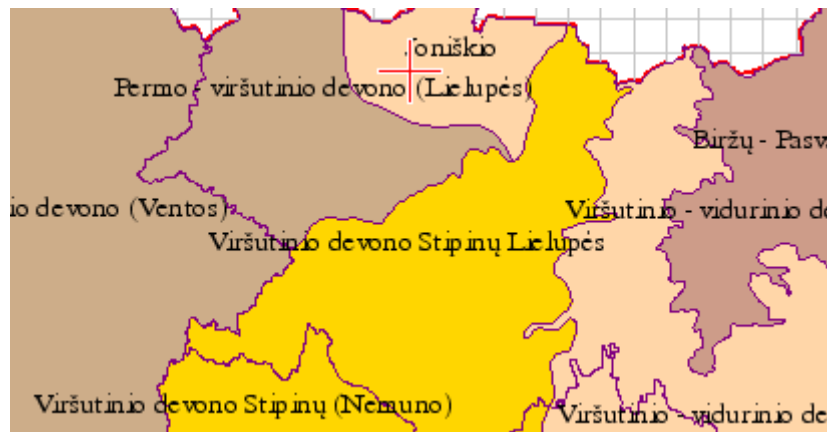 Joniškio
Permo - viršutinio devono (Lielupės)
Biržų - Pasv
io devono (Ventos)
Viršutinio - vidurinio de
Viršutinio devono Stipinų Lielupės
Viršutinio devono Stipinų (Nemuno)
Viršutinio - vidurinio de